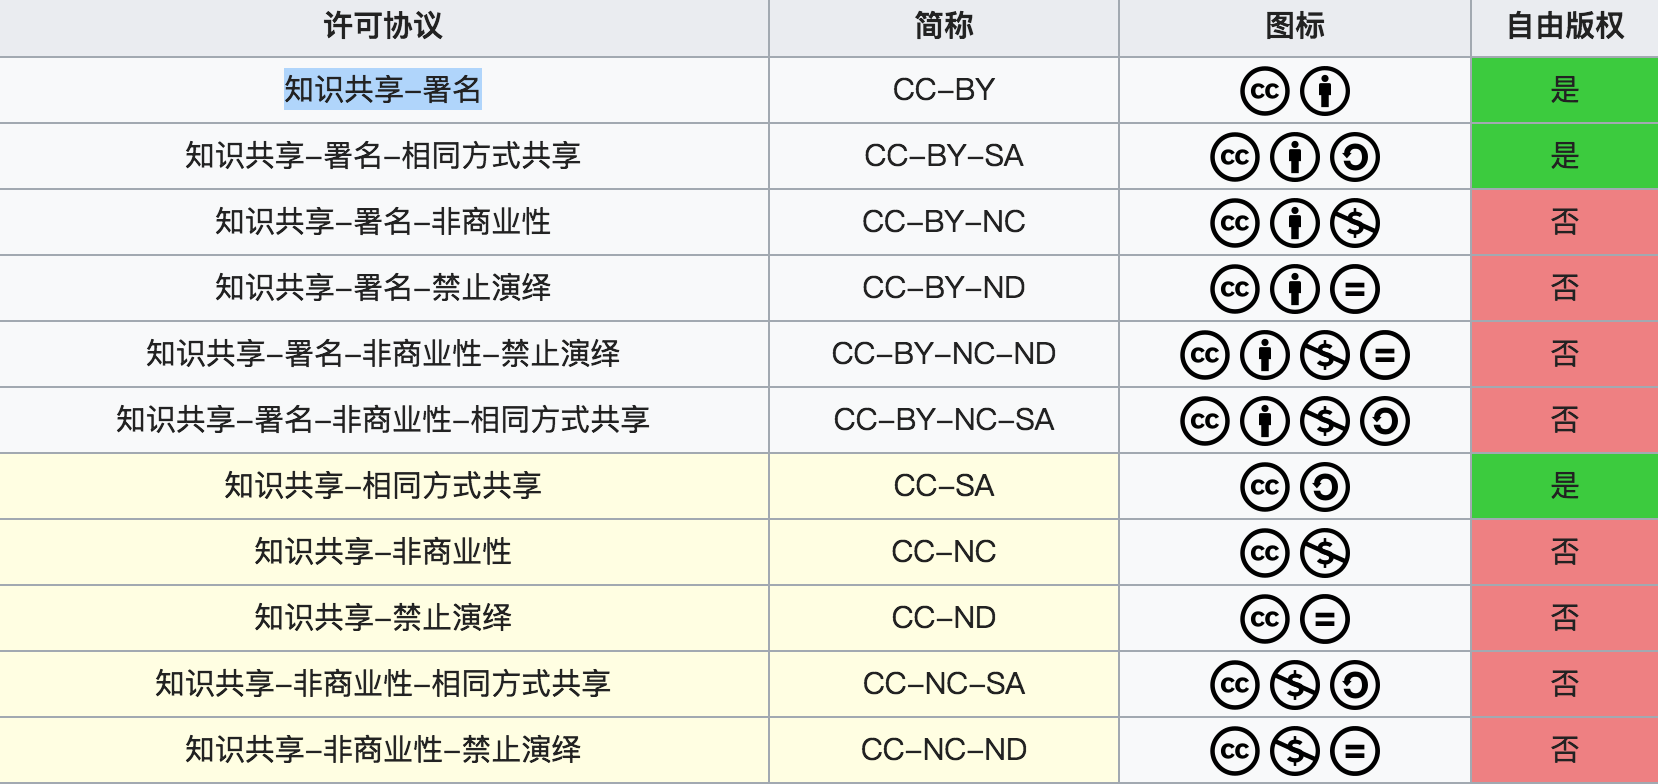 许可协议 简称 图标 自由版权
知识共享-署名 CC-BY cc 是
知识共享-署名-相同方式共享 CC-BY-SA cc 是
知识共享-署名-非商业性 CC-BY-NC cc $ 否
知识共享-署名-禁止演绎 CC-BY-ND cc = 否
知识共享-署名-非商业性-禁止演绎 CC-BY-NC-ND cc $ = 否
知识共享-署名-非商业性-相同方式共享 CC-BY-NC-SA cc $ 否
知识共享-相同方式共享 CC-SA cc 是
知识共享-非商业性 CC-NC cc $ 否
知识共享-禁止演绎 CC-ND cc = 否
知识共享-非商业性-相同方式共享 CC-NC-SA cc $ 否
知识共享-非商业性-禁止演绎 CC-NC-ND cc $ = 否